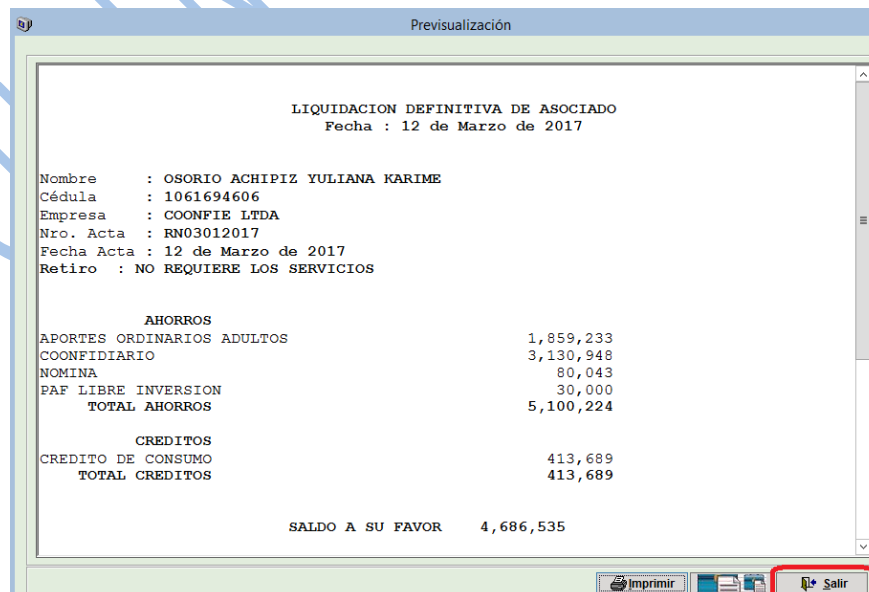 Previsualización
LIQUIDACION DEFINITIVA DE ASOCIADO
Fecha : 12 de Marzo de 2017
Nombre : OSORIO ACHIPIZ YULIANA KARIME
Cédula : 1061694606
Empresa : COONFIE LTDA
Nro. Acta : RN03012017
Fecha Acta : 12 de Marzo de 2017
Retiro : NO REQUIERE LOS SERVICIOS
AHORROS
APORTES ORDINARIOS ADULTOS 1,859,233
COONFIDIARIO 3,130,948
NOMINA 80,043
PAF LIBRE INVERSION 30,000
TOTAL AHORROS 5,100,224
CREDITOS
CREDITO DE CONSUMO 413,689
TOTAL CREDITOS 413,689
SALDO A SU FAVOR 4,686,535
Imprimir Salir